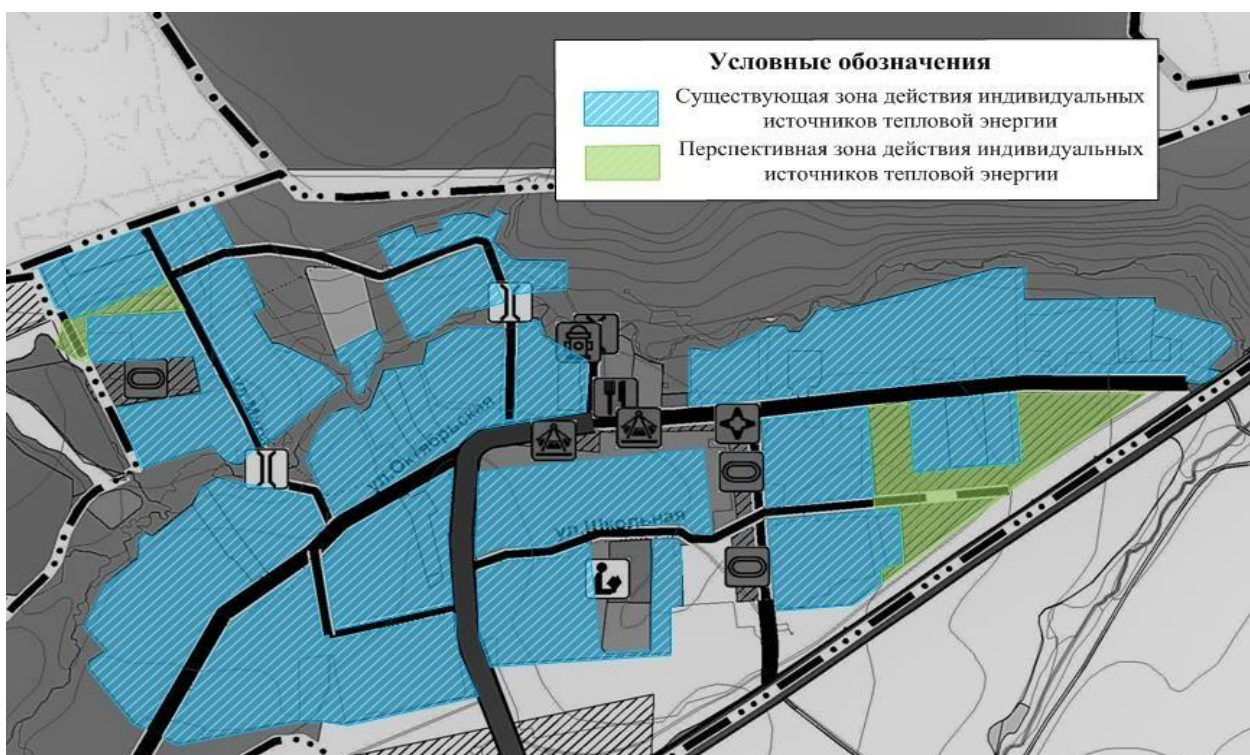 Условные обозначения
Существующая зона действия индивидуальных
источников тепловой энергии
Перспективная зона действия индивидуальных
источников тепловой энергии
ул.Октябрьская
ул.Школьная